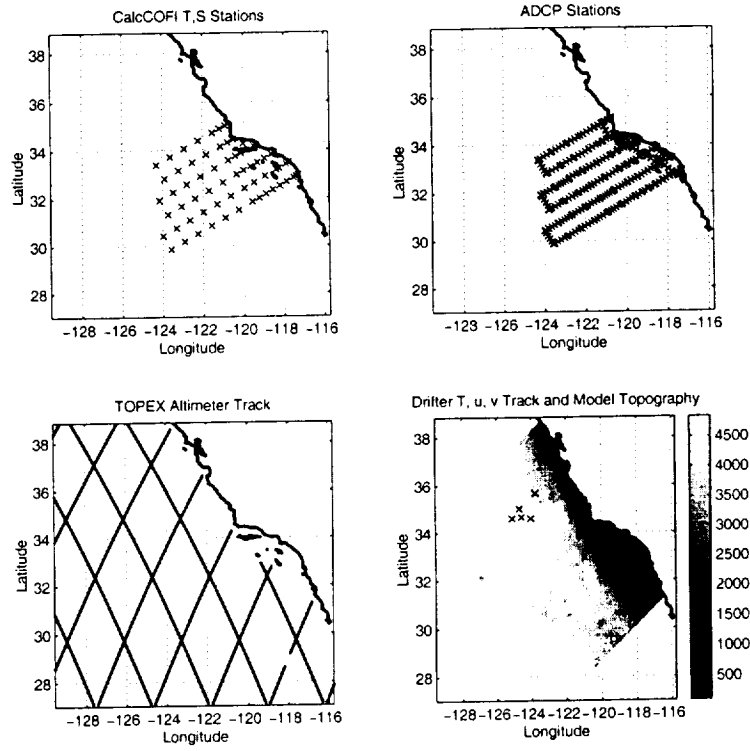 CalcCOFI T,S Stations
38
36
34
32
30
28
Latitude
-128 -126 -124 -122 -120 -118 -116
Longitude
ADCP Stations
38
36
34
32
30
28
Latitude
-123 -126 -124 -122 -120 -118 -116
Longitude
TOPEX Altimeter Track
38
36
34
32
30
28
Latitude
-128 -126 -124 -122 -120 -118 -116
Longitude
Drifter T, u, v Track and Model Topography
38
36
34
32
30
28
Latitude
-128 -126 -124 -122 -120 -118 -116
Longitude
4500
4000
3500
3000
2500
2000
1500
1000
500